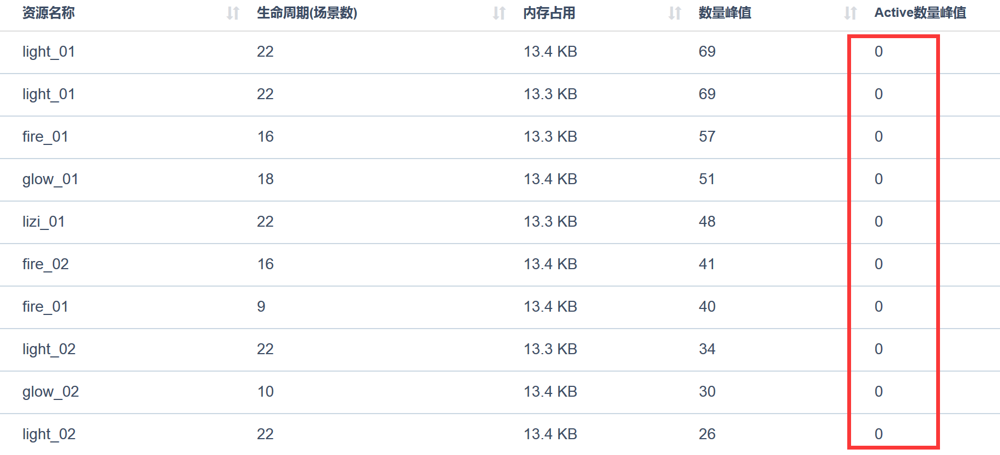 资源名称 生命周期(场景数) 内存占用 数量峰值 Active数量峰值
light_01 22 13.4 KB 69 0
light_01 22 13.3 KB 69 0
fire_01 16 13.3 KB 57 0
glow_01 18 13.4 KB 51 0
lizi_01 22 13.3 KB 48 0
fire_02 16 13.4 KB 41 0
fire_01 9 13.4 KB 40 0
light_02 22 13.3 KB 34 0
glow_02 10 13.4 KB 30 0
light_02 22 13.4 KB 26 0